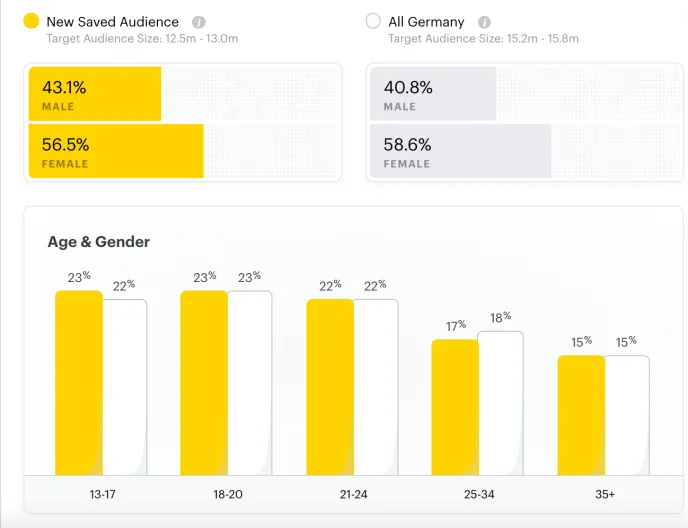 New Saved Audience
Target Audience Size: 12.5m - 13.0m
All Germany
Target Audience Size: 15.2m - 15.8m
43.1%
MALE
56.5%
FEMALE
40.8%
MALE
58.6%
FEMALE
Age & Gender
23% 22% 23% 23% 22% 22% 17% 18% 15% 15%
13-17 18-20 21-24 25-34 35+